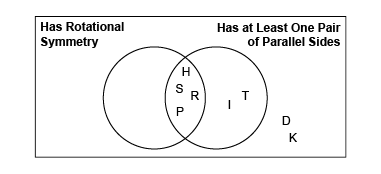 Has Rotational
Symmetry
Has at Least One Pair
of Parallel Sides
H
S
R
P
I
T
D
K